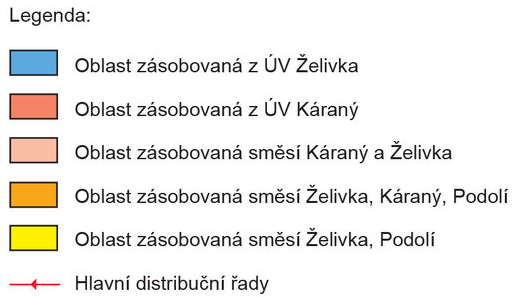 Legenda:
Oblast zásobovaná z ÚV Želivka
Oblast zásobovaná z ÚV Káraný
Oblast zásobovaná směsí Káraný a Želivka
Oblast zásobovaná směsí Želivka, Káraný, Podolí
Oblast zásobovaná směsí Želivka, Podolí
Hlavní distribuční řady